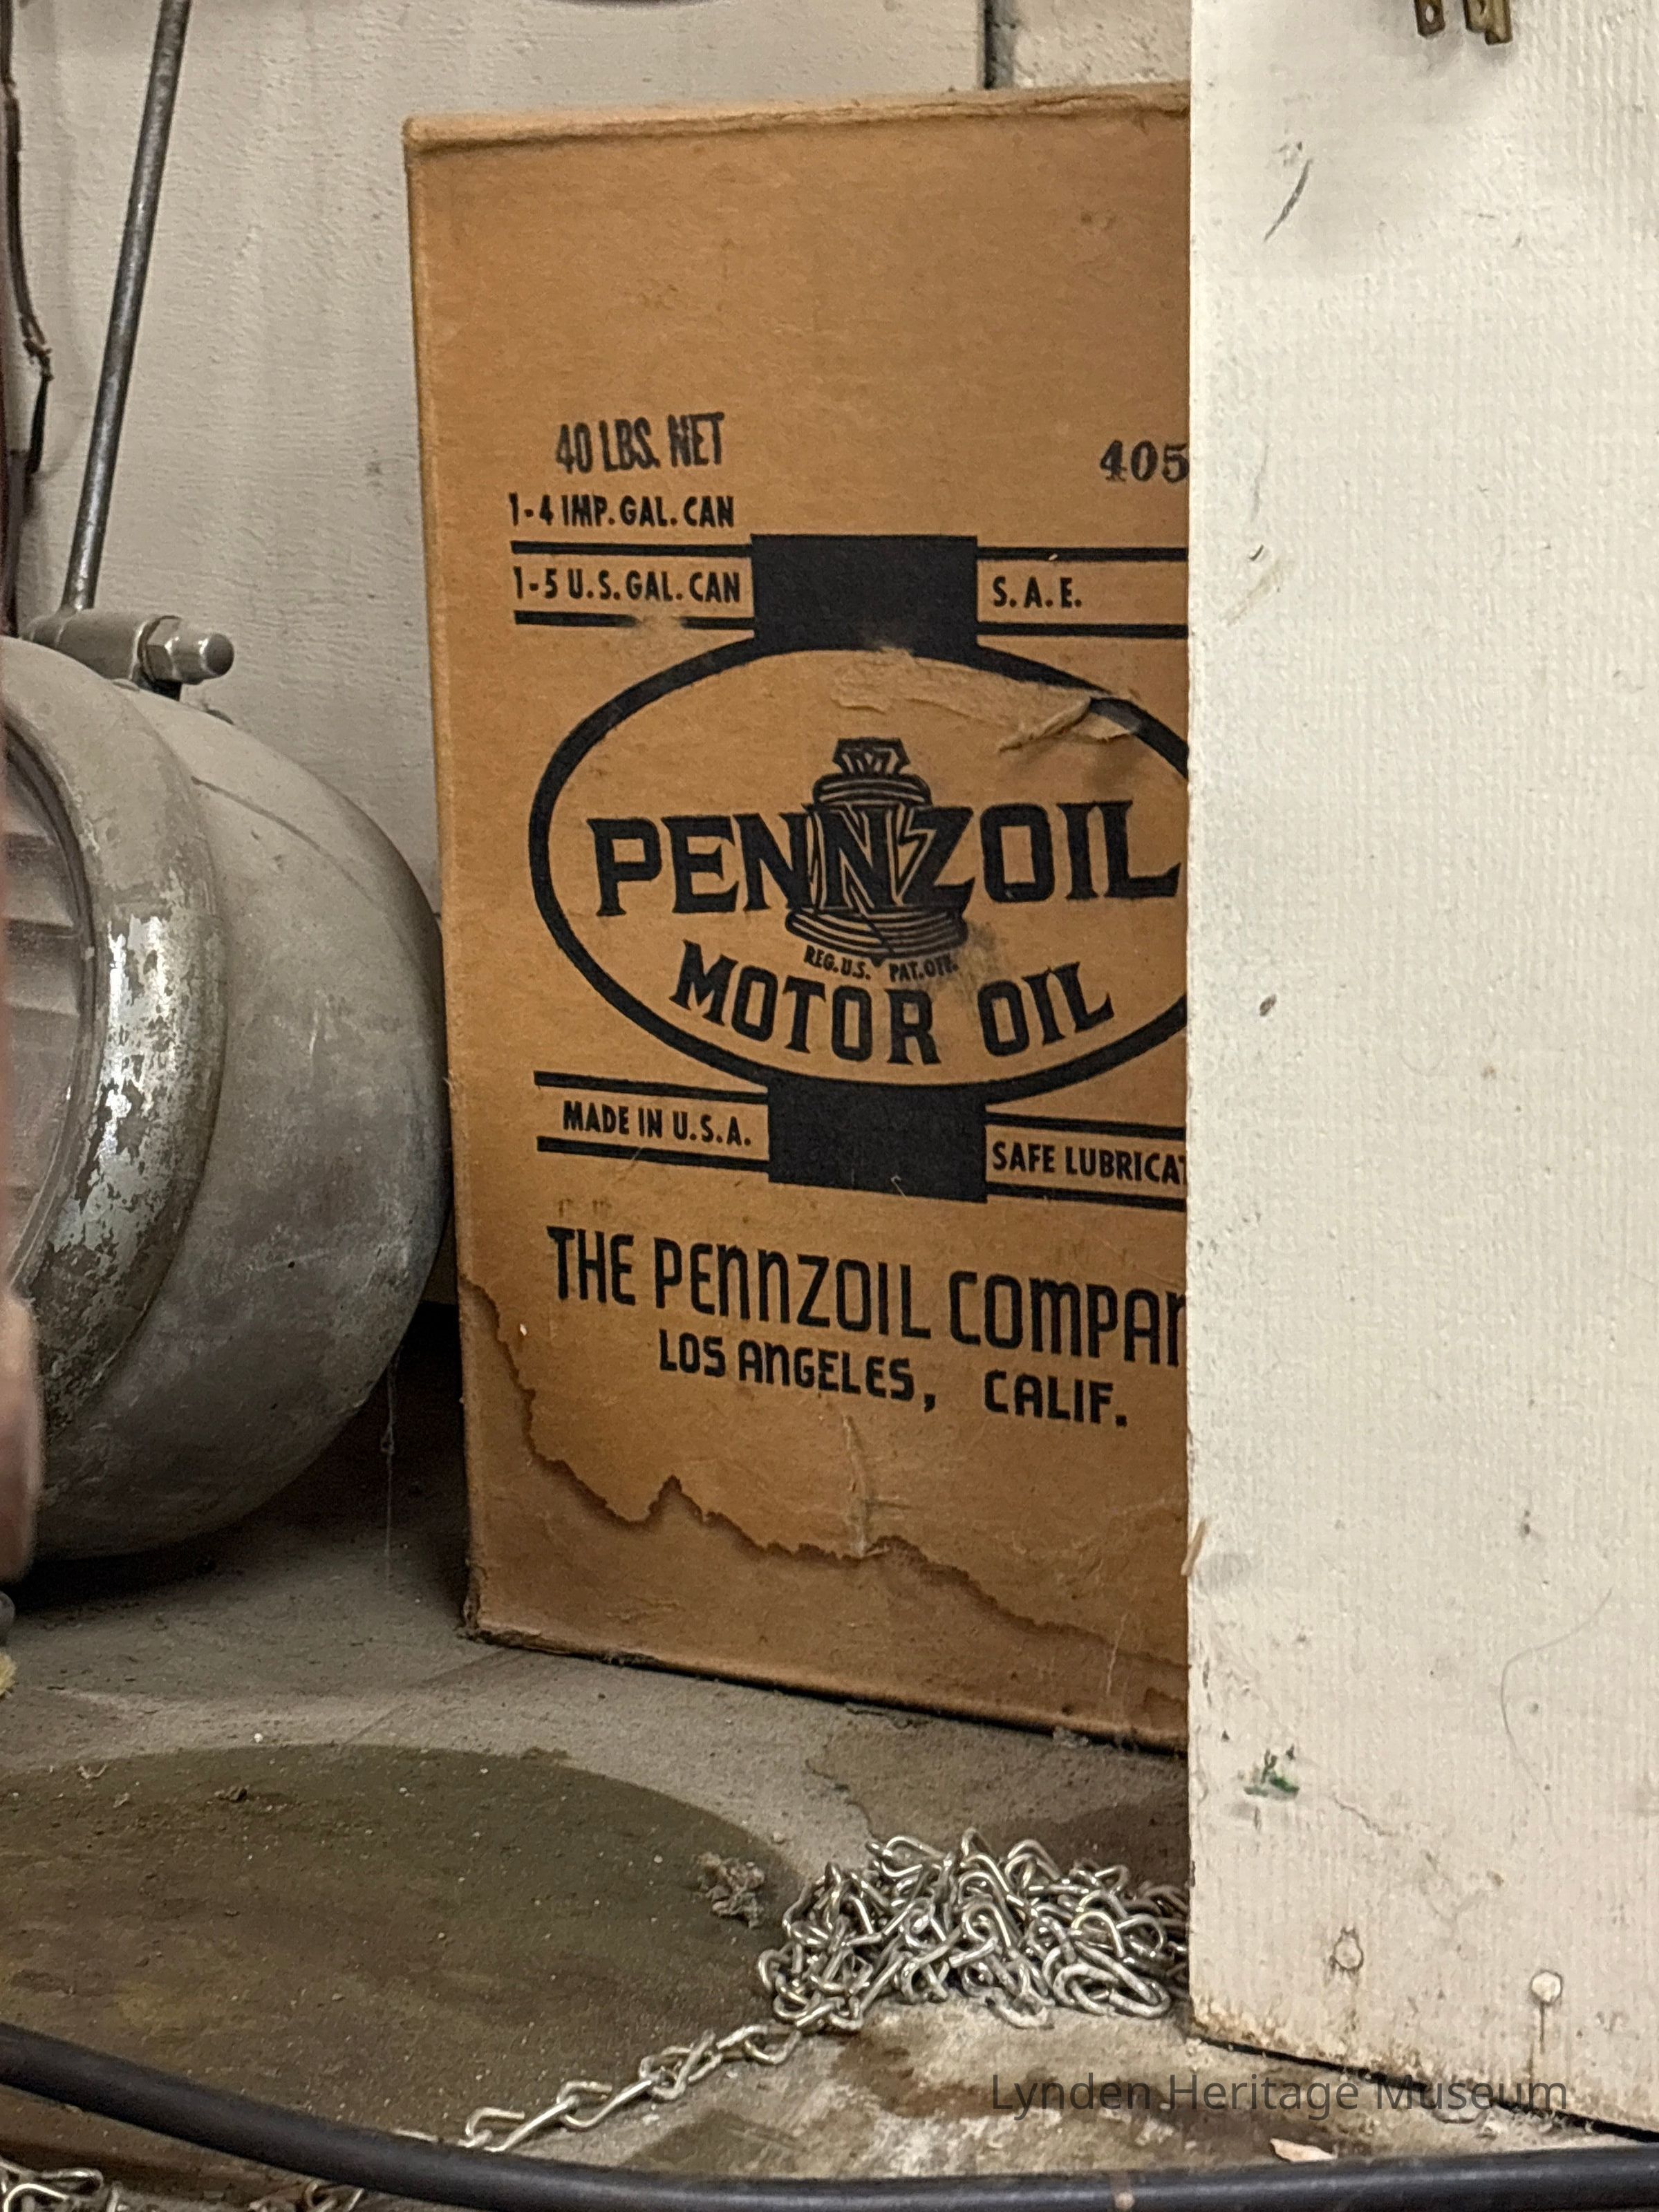 40 LBS. NET
405
1-4 IMP. GAL. CAN
1-5 U.S. GAL. CAN
S.A.E.
PENNZOIL
REG. U.S. PAT. OFF.
MOTOR OIL
MADE IN U.S.A.
SAFE LUBRICAT
THE PENNZOIL COMPAN
LOS ANGELES, CALIF.
Lynden Heritage Museum